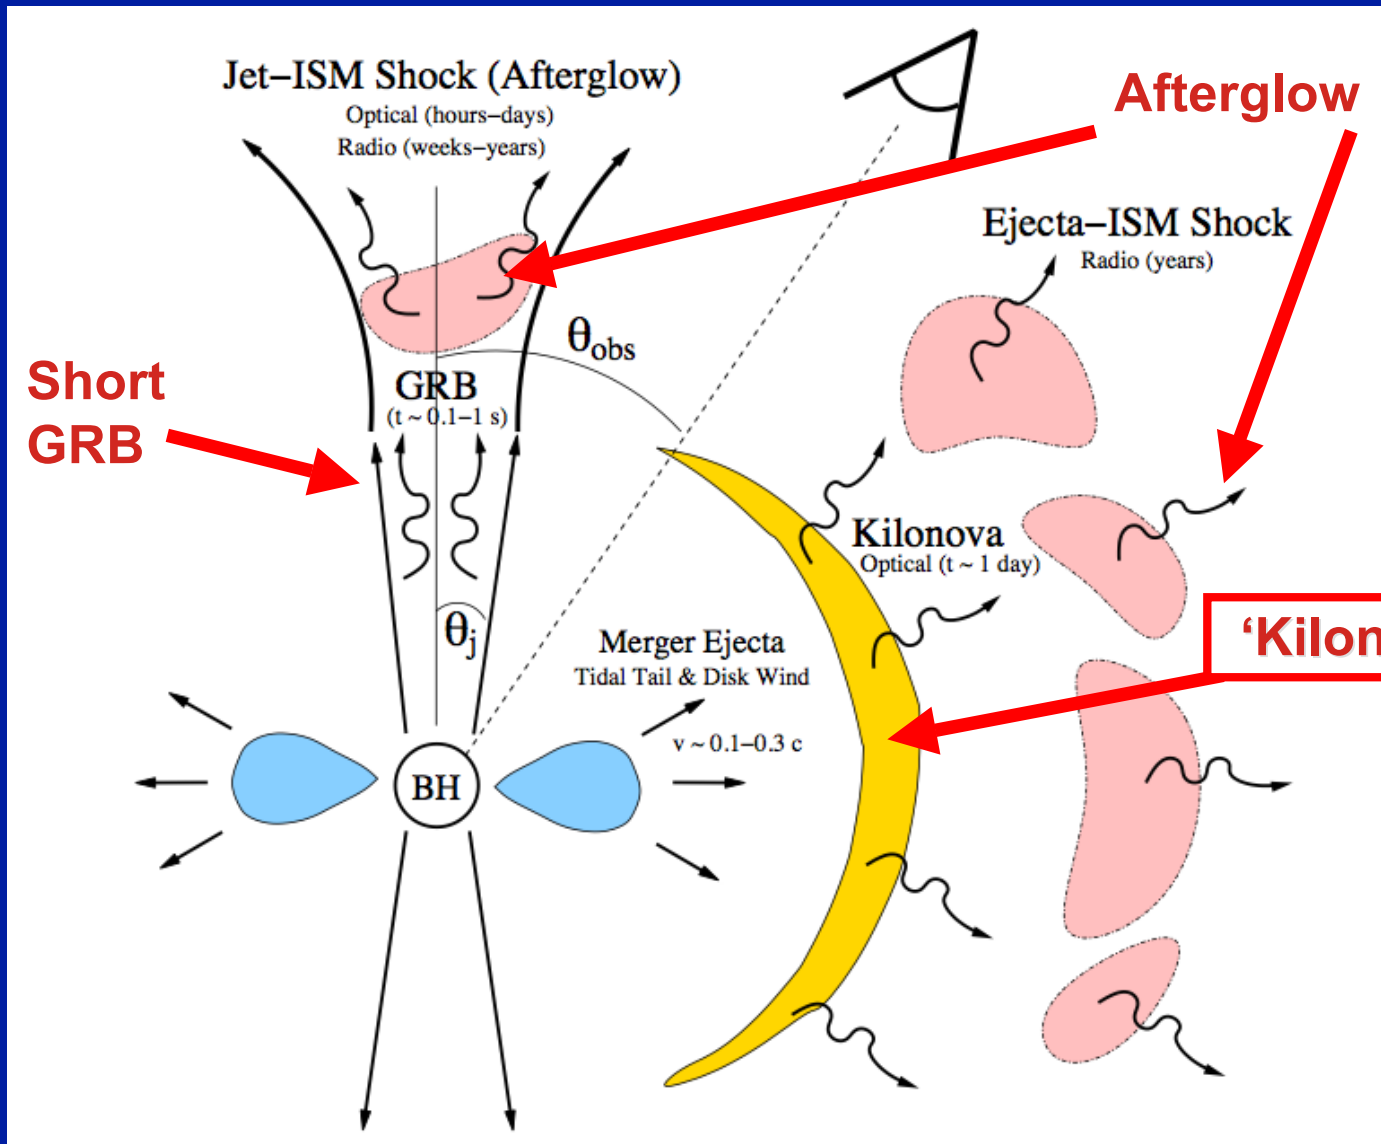 Jet–ISM Shock (Afterglow)
Optical (hours–days)
Radio (weeks–years)
Afterglow
Ejecta–ISM Shock
Radio (years)
θobs
Short
GRB
GRB
(t ~ 0.1–1 s)
Kilonova
Optical (t ~ 1 day)
θj
Merger Ejecta
Tidal Tail & Disk Wind
‘Kilon
v ~ 0.1–0.3 c
BH